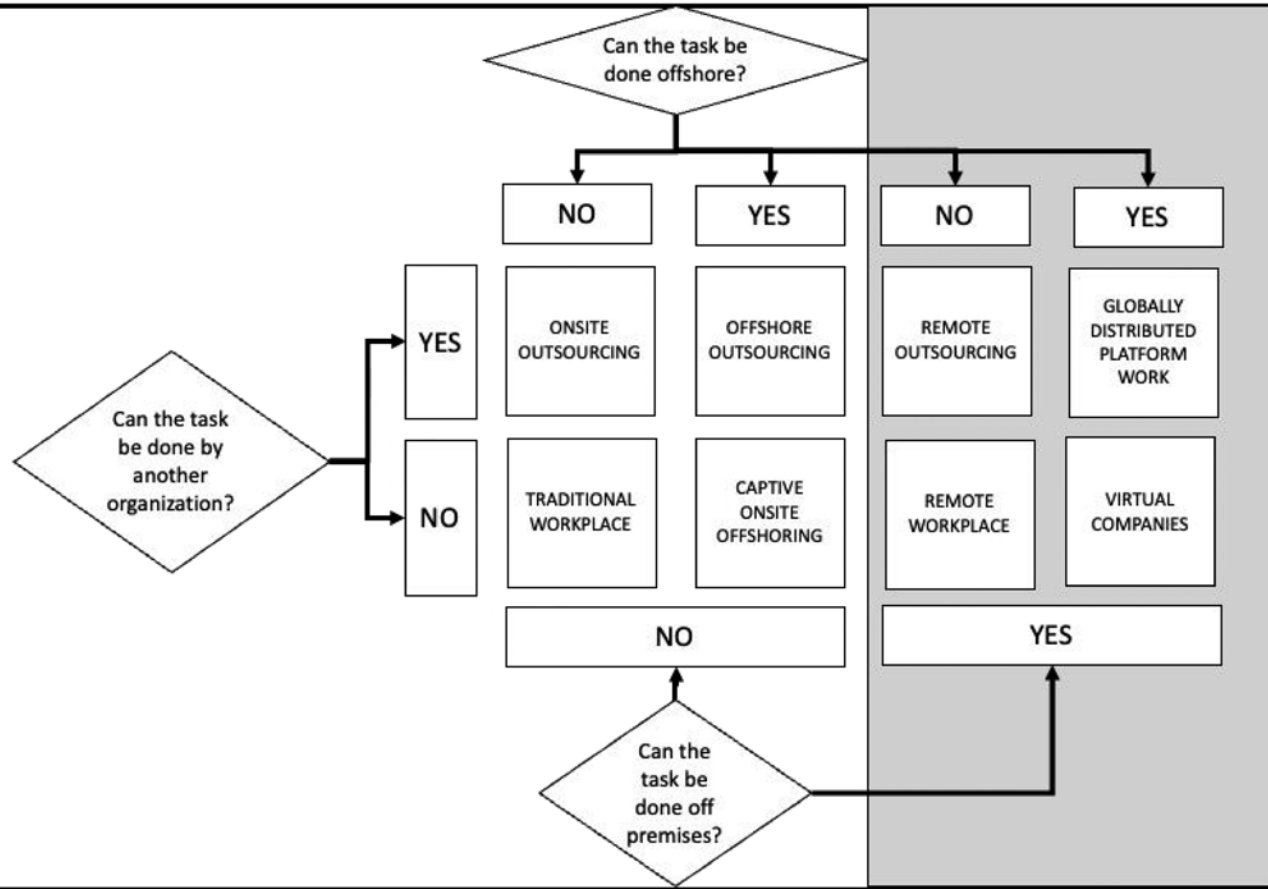 Can the task be
done offshore?
NO
YES
NO
YES
YES
ONSITE
OUTSOURCING
OFFSHORE
OUTSOURCING
REMOTE
OUTSOURCING
GLOBALLY
DISTRIBUTED
PLATFORM
WORK
Can the task
be done by
another
organization?
NO
TRADITIONAL
WORKPLACE
CAPTIVE
ONSITE
OFFSHORING
REMOTE
WORKPLACE
VIRTUAL
COMPANIES
NO
YES
Can the
task be
done off
premises?